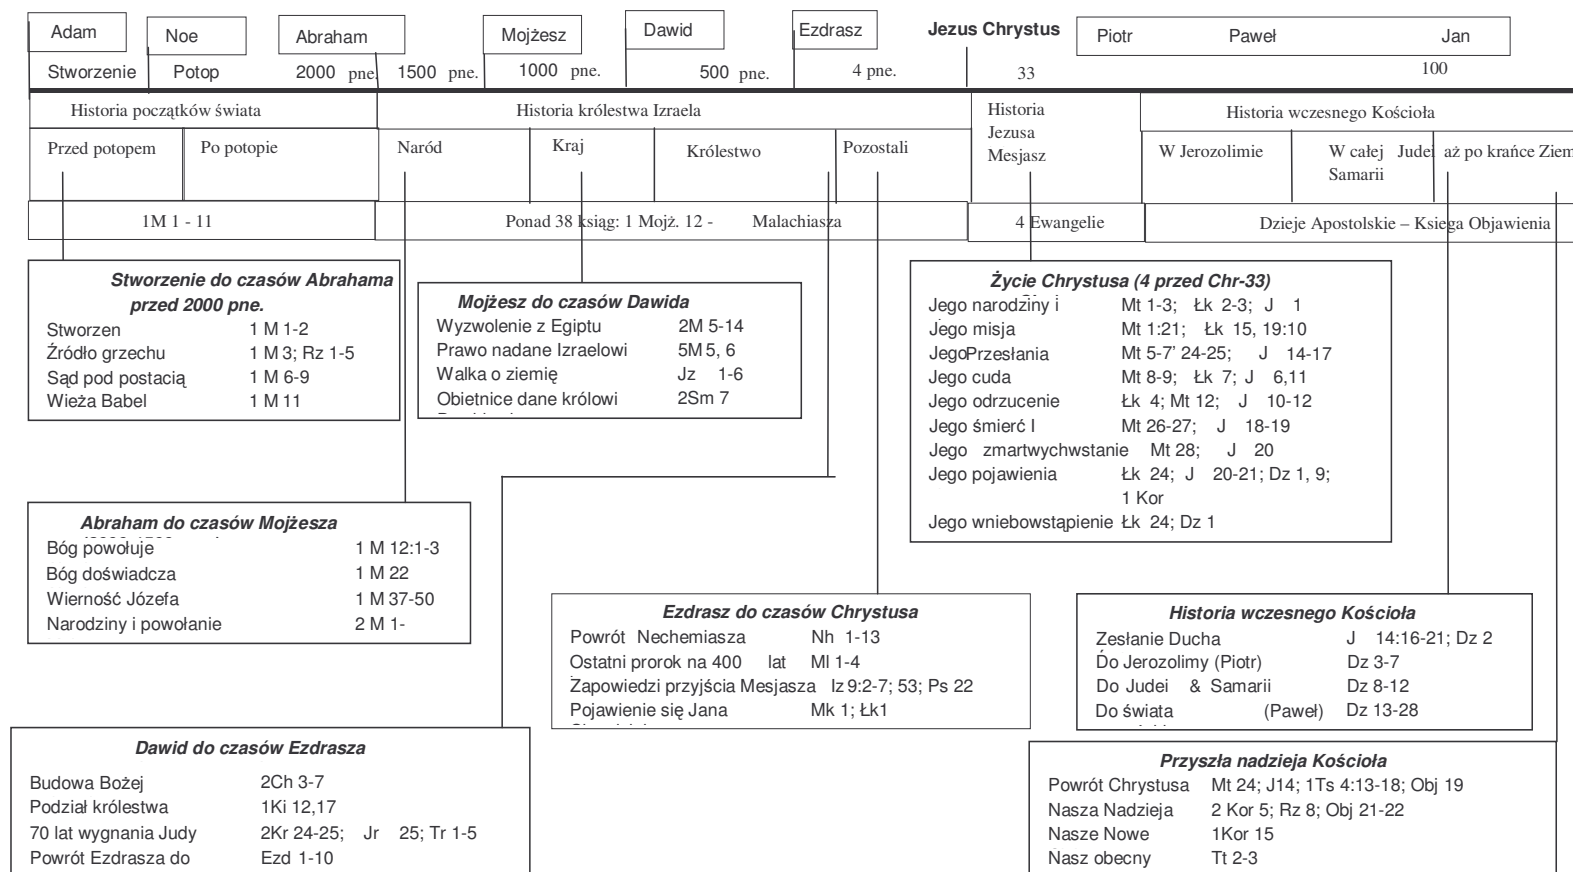 Adam Noe Abraham Mojżesz Dawid Ezdrasz Jezus Chrystus Piotr Paweł Jan
Stworzenie Potop 2000 pne. 1500 pne. 1000 pne. 500 pne. 4 pne. 33 100
Historia początków świata Historia królestwa Izraela Historia Jezusa Mesjasz Historia wczesnego Kościoła
Przed potopem Po potopie Naród Kraj Królestwo Pozostali W Jerozolimie W całej Judei Samarii aż po krańce Ziem
1M 1 - 11 Ponad 38 ksiąg: 1 Mojż. 12 - Malachiasza 4 Ewangelie Dzieje Apostolskie – Księga Objawienia
Stworzenie do czasów Abrahama
przed 2000 pne.
Stworzen 1 M 1-2
Źródło grzechu 1 M 3; Rz 1-5
Sąd pod postacią 1 M 6-9
Wieża Babel 1 M 11
Mojżesz do czasów Dawida
Wyzwolenie z Egiptu 2M 5-14
Prawo nadane Izraelowi 5M 5, 6
Walka o ziemię Jz 1-6
Obietnice dane królowi 2Sm 7
Życie Chrystusa (4 przed Chr-33)
Jego narodziny i Mt 1-3; Łk 2-3; J 1
Jego misja Mt 1:21; Łk 15, 19:10
JegoPrzesłania Mt 5-7' 24-25; J 14-17
Jego cuda Mt 8-9; Łk 7; J 6,11
Jego odrzucenie Łk 4; Mt 12; J 10-12
Jego śmierć I Mt 26-27; J 18-19
Jego zmartwychwstanie Mt 28; J 20
Jego pojawienia Łk 24; J 20-21; Dz 1, 9;
1 Kor
Jego wniebowstąpienie Łk 24; Dz 1
Abraham do czasów Mojżesza
Bóg powołuje 1 M 12:1-3
Bóg doświadcza 1 M 22
Wierność Józefa 1 M 37-50
Narodziny i powołanie 2 M 1-
Ezdrasz do czasów Chrystusa
Powrót Nechemiasza Nh 1-13
Ostatni prorok na 400 lat Ml 1-4
Zapowiedzi przyjścia Mesjasza Iz 9:2-7; 53; Ps 22
Pojawienie się Jana Mk 1; Łk1
Historia wczesnego Kościoła
Zesłanie Ducha J 14:16-21; Dz 2
Do Jerozolimy (Piotr) Dz 3-7
Do Judei & Samarii Dz 8-12
Do świata (Paweł) Dz 13-28
Dawid do czasów Ezdrasza
Budowa Bożej 2Ch 3-7
Podział królestwa 1Ki 12,17
70 lat wygnania Judy 2Kr 24-25; Jr 25; Tr 1-5
Powrót Ezdrasza do Ezd 1-10
Przyszła nadzieja Kościoła
Powrót Chrystusa Mt 24; J14; 1Ts 4:13-18; Obj 19
Nasza Nadzieja 2 Kor 5; Rz 8; Obj 21-22
Nasze Nowe 1Kor 15
Nasz obecny Tt 2-3